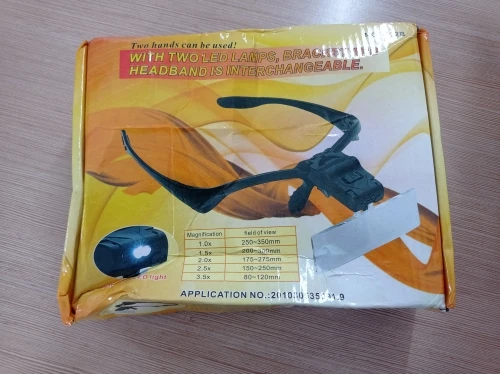 Two hands can be used!
WITH TWO LED LAMPS,
HEADBAND IS INTERCHANGEABLE.
Magnification field of view
1.0x 250~350mm
1.5x
2.0x 175~275mm
2.5x 150~250mm
3.5x 80~120mm
light
APPLICATION NO.: